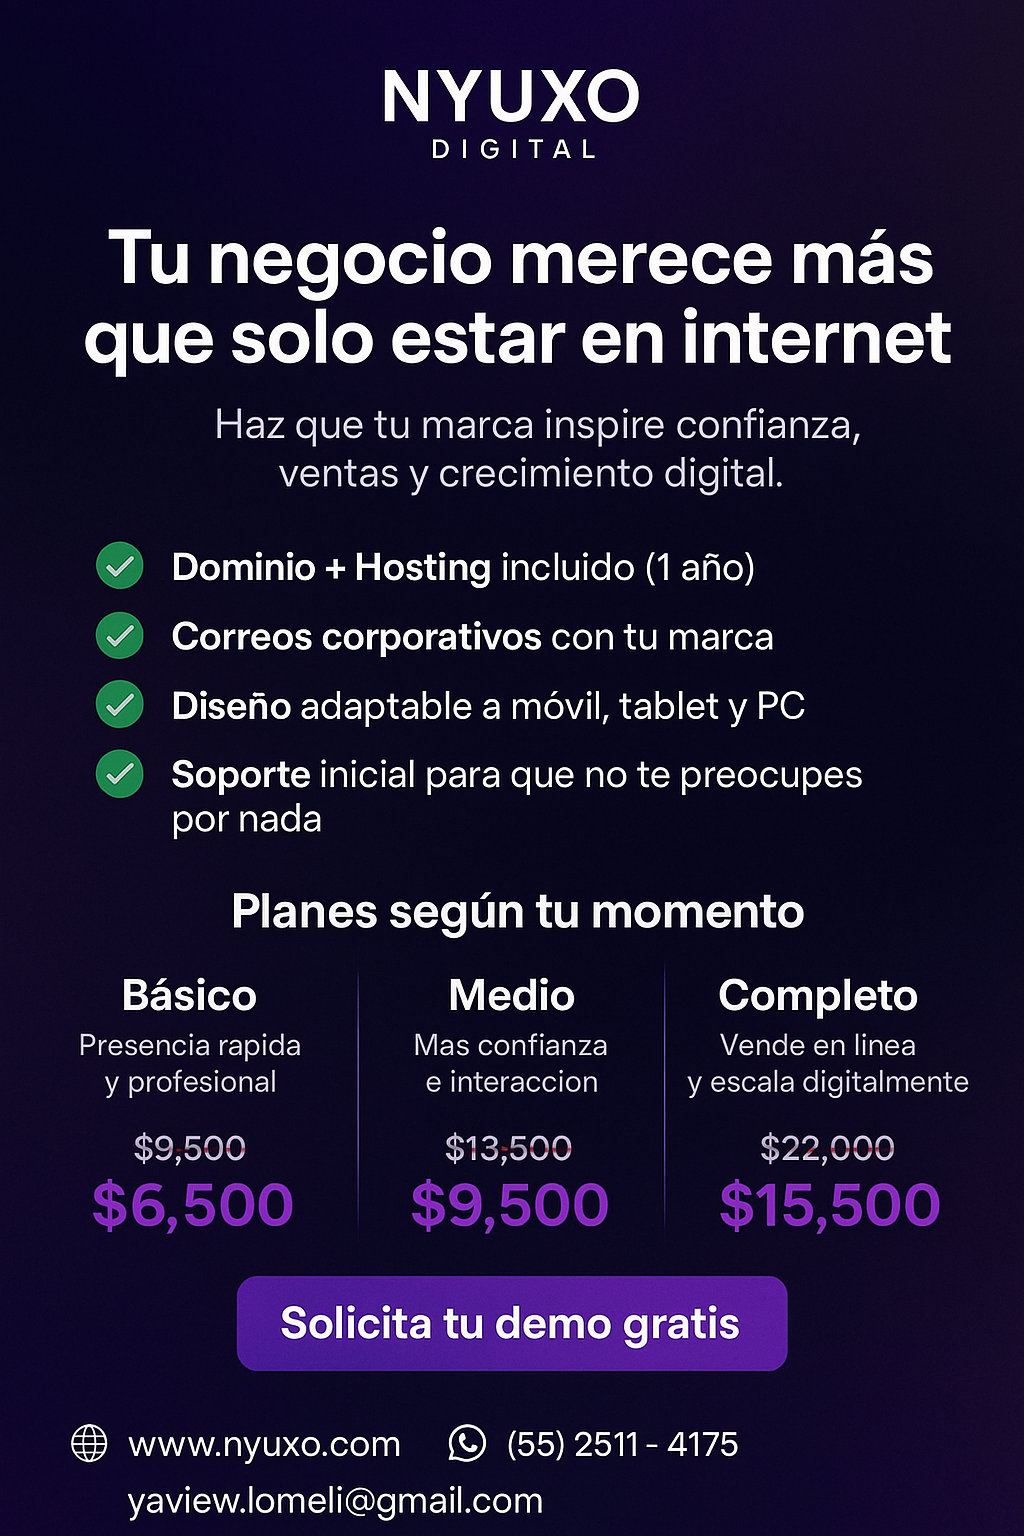 NYUXO
DIGITAL
Tu negocio merece más
que solo estar en internet
Haz que tu marca inspire confianza,
ventas y crecimiento digital.
Dominio + Hosting incluido (1 año)
Correos corporativos con tu marca
Diseño adaptable a móvil, tablet y PC
Soporte inicial para que no te preocupes
por nada
Planes según tu momento
Básico
Presencia rapida
y profesional
$9,500
$6,500
Medio
Mas confianza
e interaccion
$13,500
$9,500
Completo
Vende en linea
y escala digitalmente
$22,000
$15,500
Solicita tu demo gratis
www.nyuxo.com (55) 2511 - 4175
yaview.lomeli@gmail.com